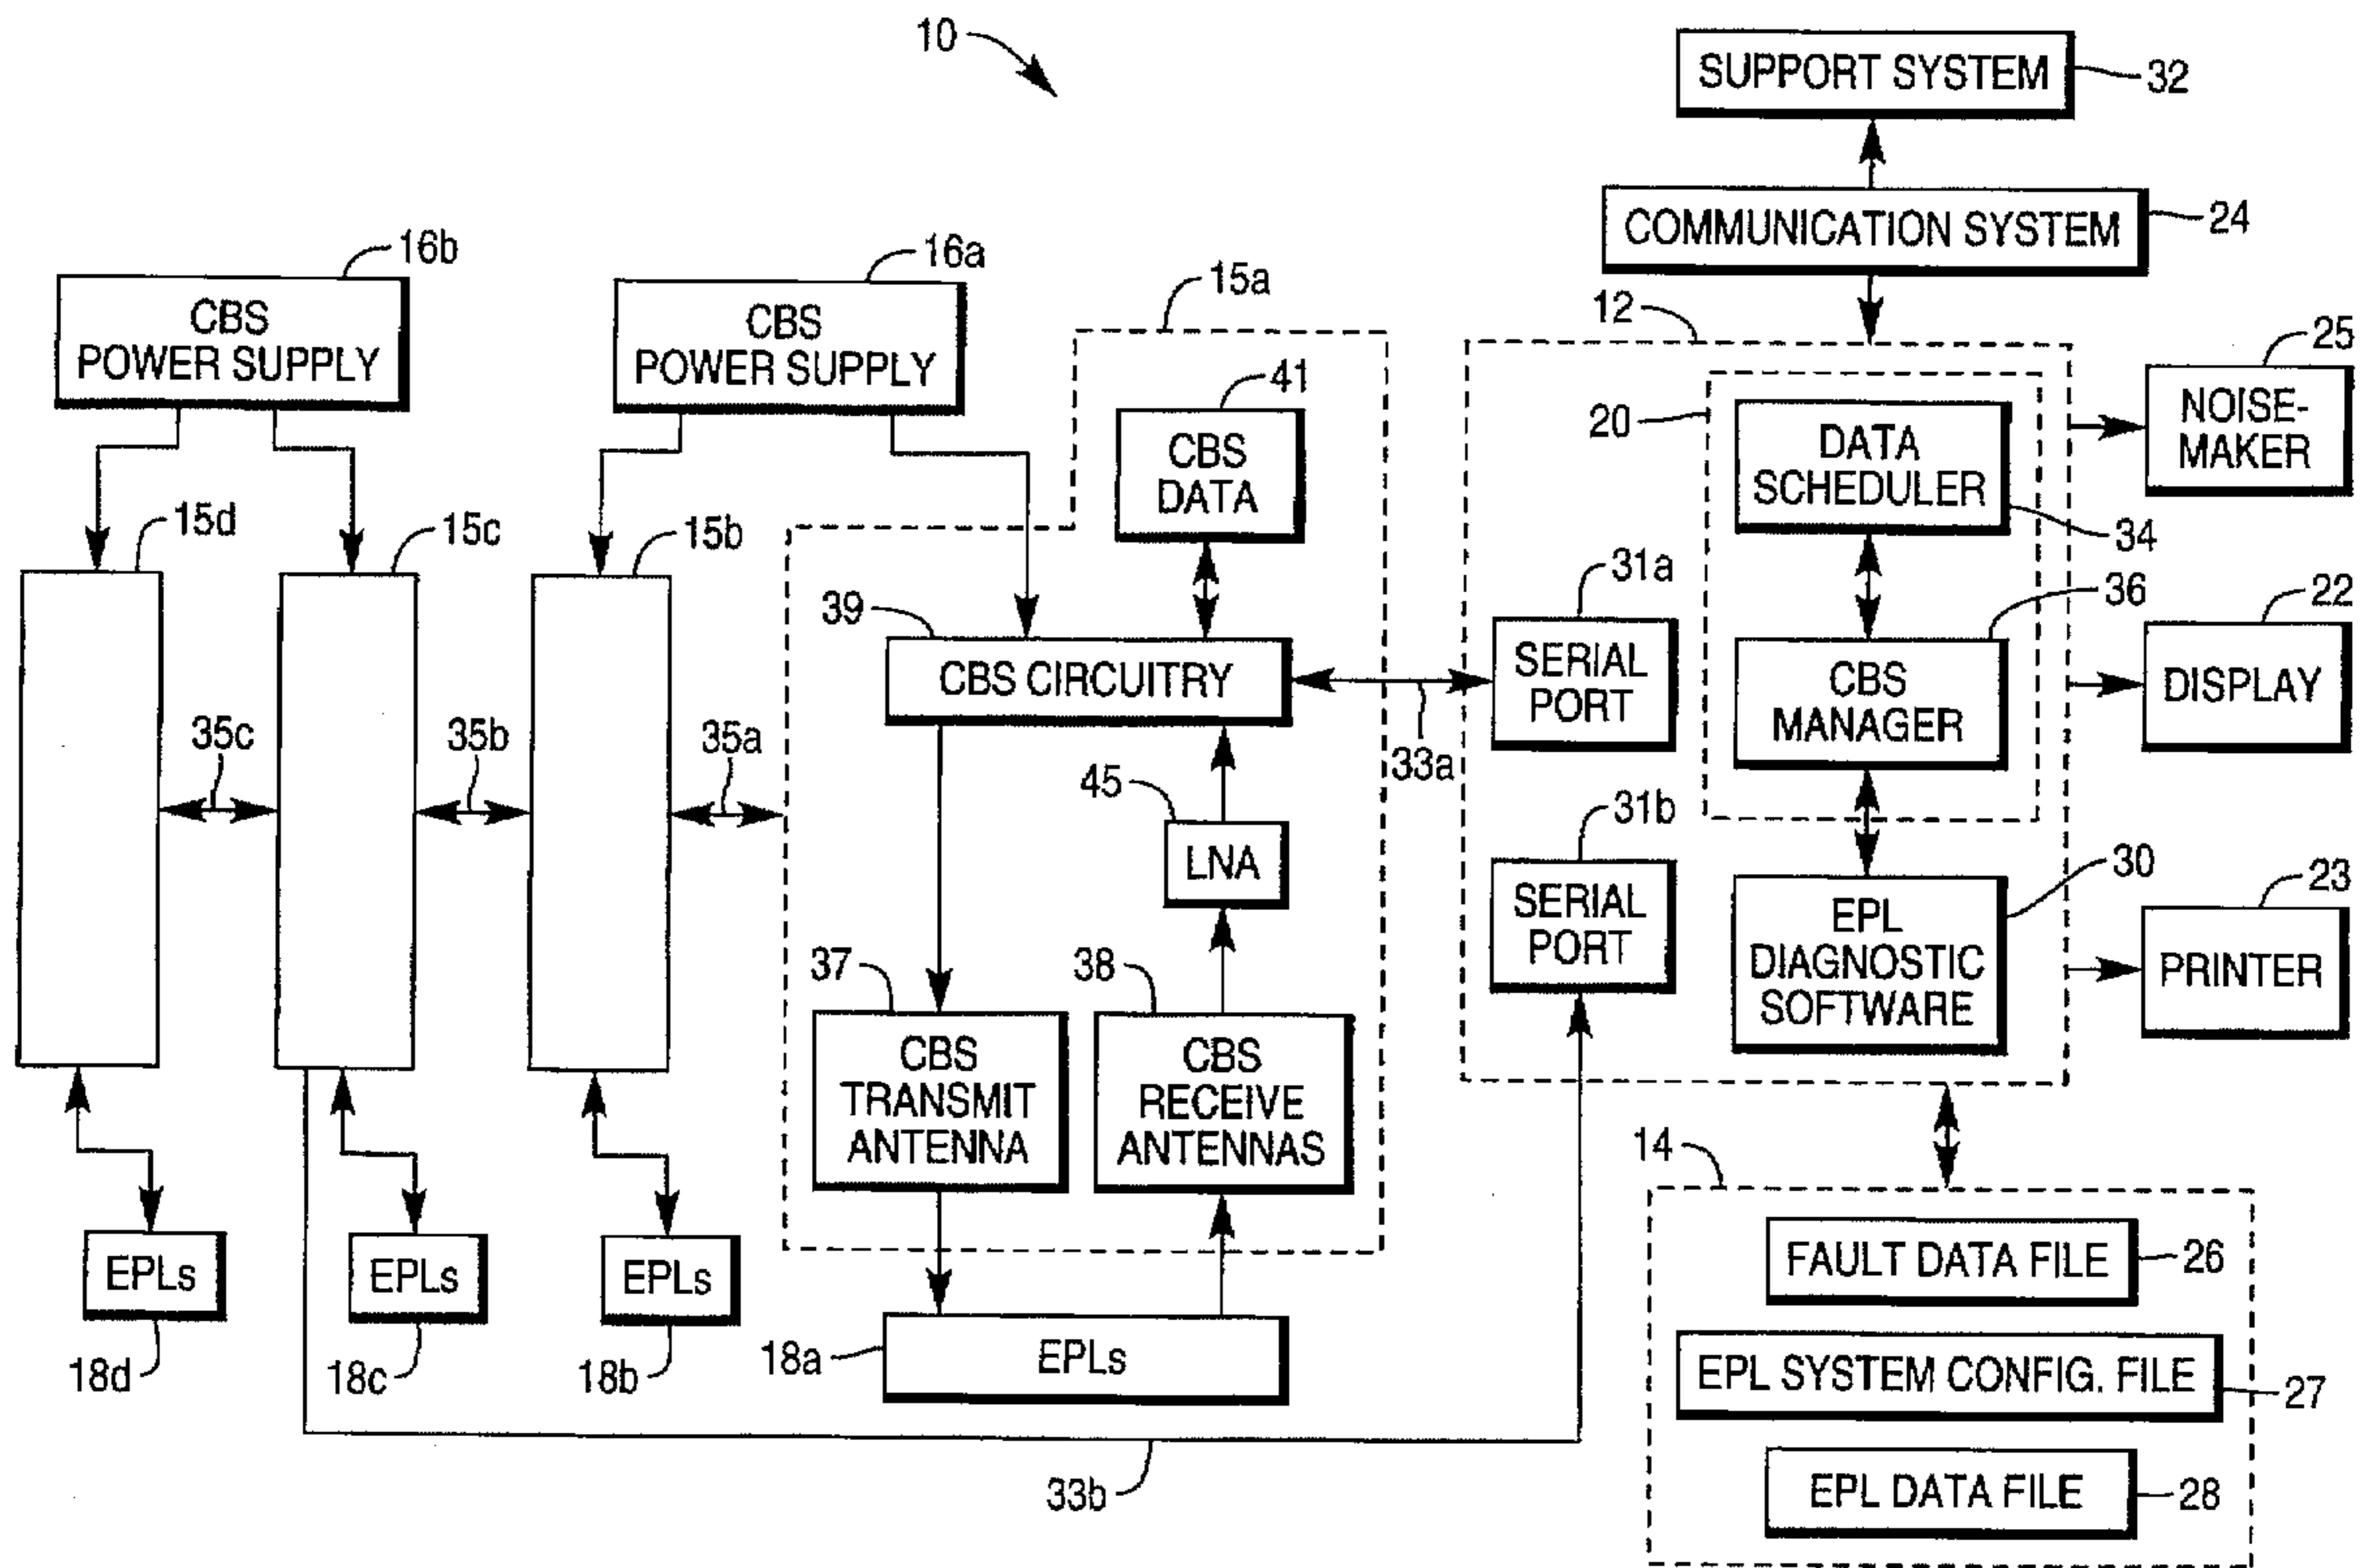 10
SUPPORT SYSTEM
32
COMMUNICATION SYSTEM
24
16b
CBS
POWER SUPPLY
16a
CBS
POWER SUPPLY
15a
41
CBS
DATA
12
20
DATA
SCHEDULER
34
25
NOISE-
MAKER
15d
15c
15b
39
CBS CIRCUITRY
31a
SERIAL
PORT
33a
36
CBS
MANAGER
22
DISPLAY
35c
35b
35a
45
LNA
31b
SERIAL
PORT
30
EPL
DIAGNOSTIC
SOFTWARE
23
PRINTER
37
CBS
TRANSMIT
ANTENNA
38
CBS
RECEIVE
ANTENNAS
14
FAULT DATA FILE
26
EPL SYSTEM CONFIG. FILE
27
EPL DATA FILE
28
EPLs
18d
EPLs
18c
EPLs
18b
18a
EPLs
33b